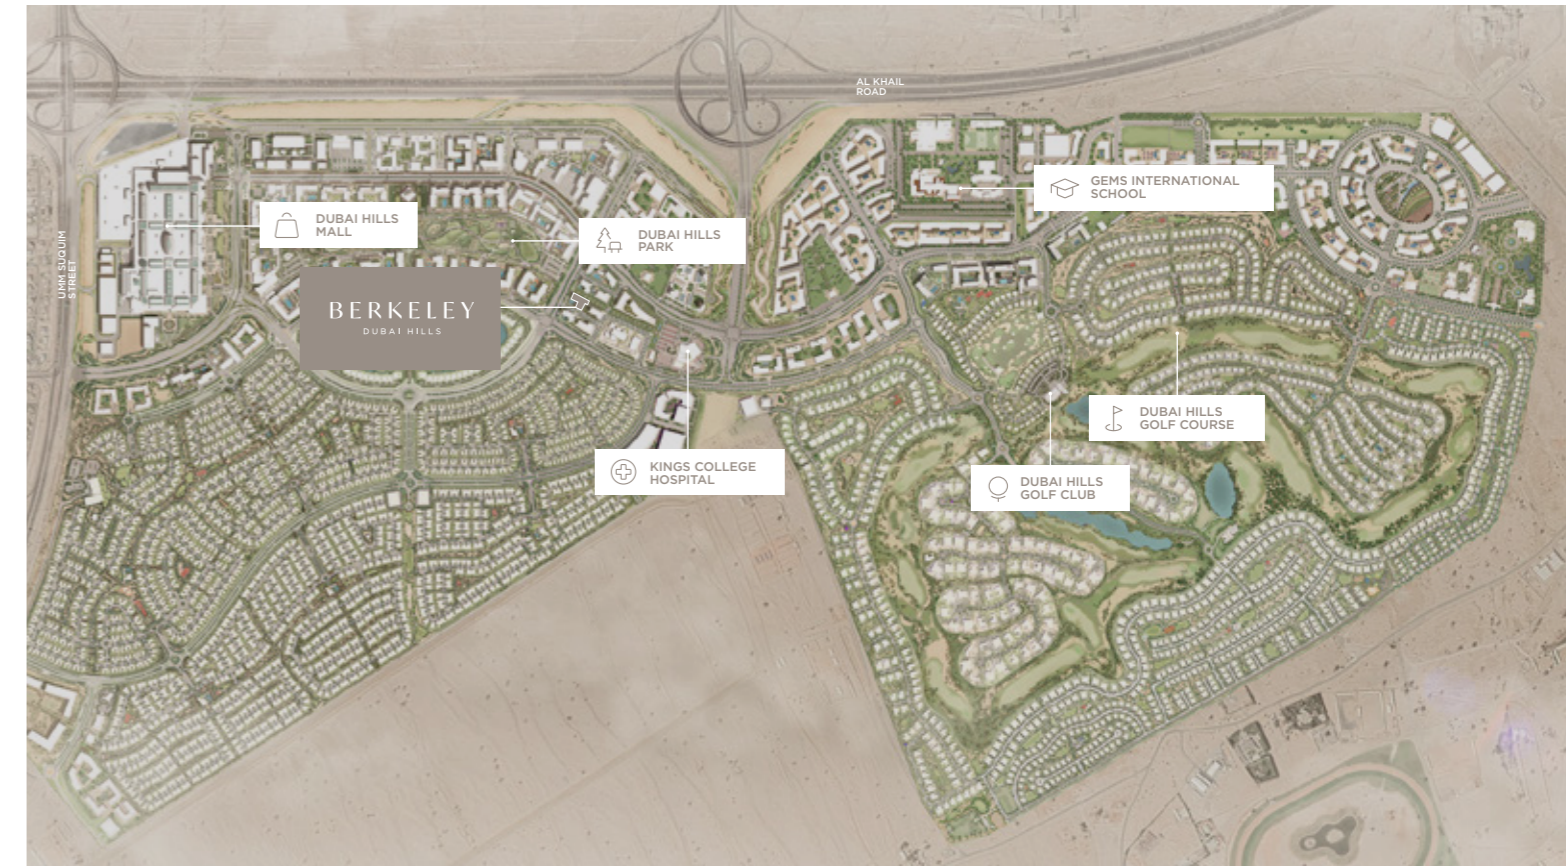 AL KHAIL
ROAD
GEMS INTERNATIONAL
SCHOOL
DUBAI HILLS
MALL
DUBAI HILLS
PARK
UMM SUQUIM
STREET
BERKELEY
DUBAI HILLS
DUBAI HILLS
GOLF COURSE
KINGS COLLEGE
HOSPITAL
DUBAI HILLS
GOLF CLUB